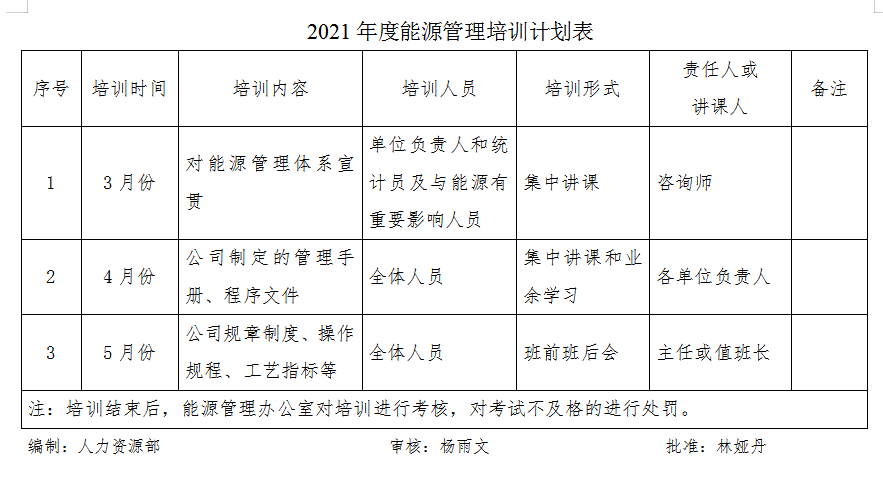 2021 年度能源管理培训计划表
序号 培训时间 培训内容 培训人员 培训形式 责任人或 备注
讲课人
1 3 月份 对能源管理体系宣 单位负责人和统 集中讲课 咨询师
贯 计员及与能源有
重要影响人员
2 4 月份 公司制定的管理手 全体人员 集中讲课和业 各单位负责人
册、程序文件 余学习
3 5 月份 公司规章制度、操作 全体人员 班前班后会 主任或值班长
规程、工艺指标等
注：培训结束后，能源管理办公室对培训进行考核，对考试不及格的进行处罚。
编制：人力资源部 审核：杨雨文 批准：林娅丹